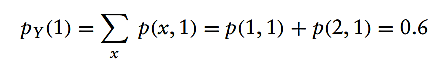 p_Y(1) = ∑_x p(x, 1) = p(1, 1) + p(2, 1) = 0.6